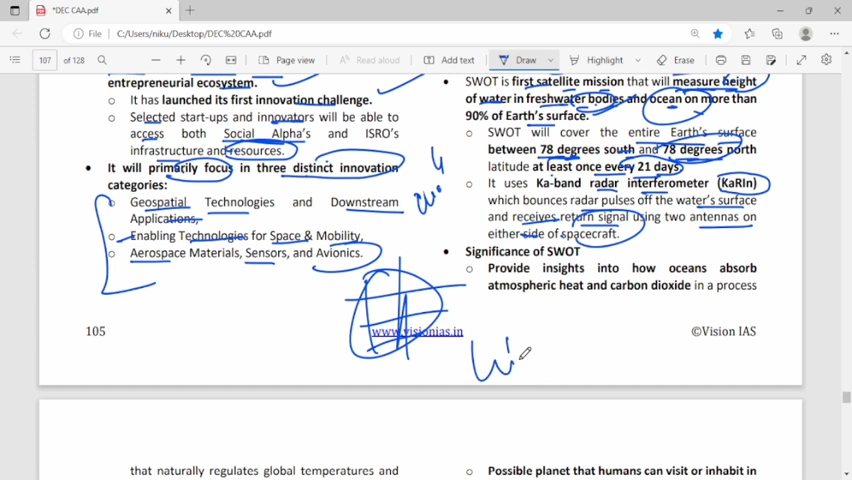 *DEC CAA.pdf
File
C:/Users/niku/Desktop/DEC%20CAA.pdf
107 of 128
Page view
Read aloud
Add text
Draw
Highlight
Erase
entrepreneurial ecosystem.
It has launched its first innovation challenge.
Selected start-ups and innovators will be able to
access both Social Alpha's and ISRO's
infrastructure and resources.
It will primarily focus in three distinct innovation
categories:
Geospatial Technologies and Downstream
Applications,
Enabling Technologies for Space & Mobility,
Aerospace Materials, Sensors, and Avionics.
105
www.visionias.in
SWOT is first satellite mission that will measure height
of water in freshwater bodies and ocean on more than
90% of Earth's surface.
SWOT will cover the entire Earth's surface
between 78 degrees south and 78 degrees north
latitude at least once every 21 days.
It uses Ka-band radar interferometer (KaRIn)
which bounces radar pulses off the water's surface
and receives return signal using two antennas on
either side of spacecraft.
Significance of SWOT
Provide insights into how oceans absorb
atmospheric heat and carbon dioxide in a process
©Vision IAS
that naturally regulates global temperatures and
Possible planet that humans can visit or inhabit in